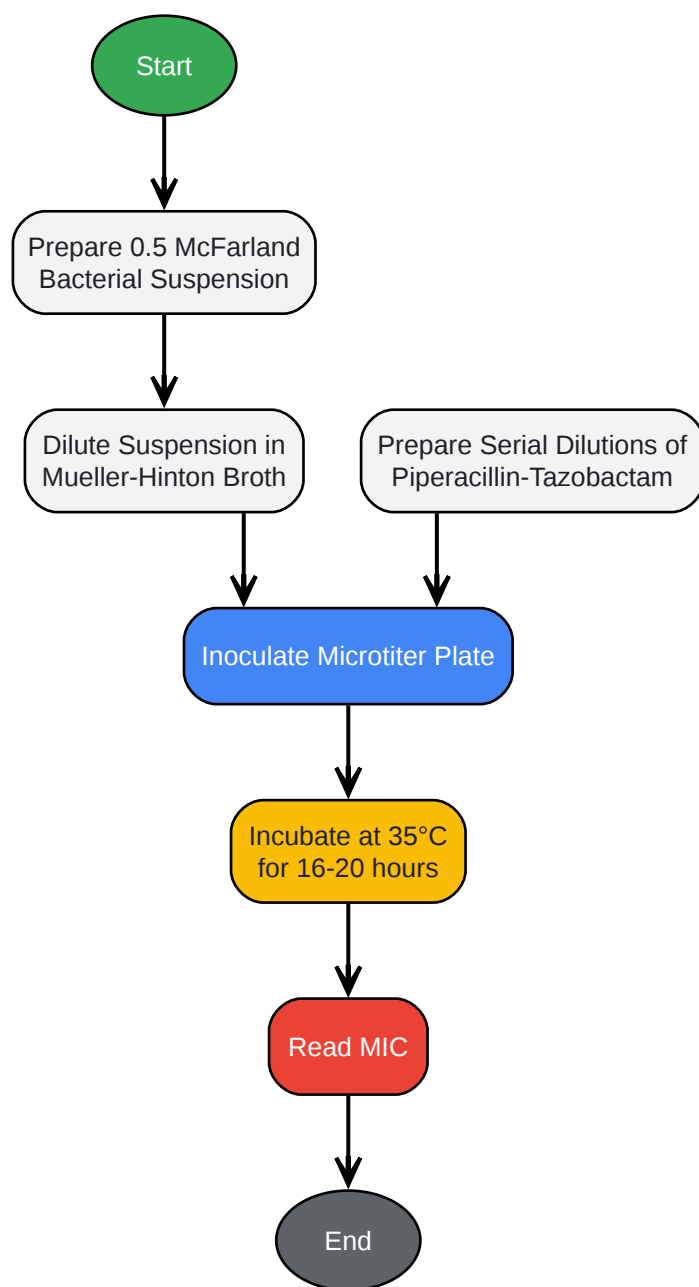 Start
Prepare 0.5 McFarland
Bacterial Suspension
Dilute Suspension in
Mueller-Hinton Broth
Prepare Serial Dilutions of
Piperacillin-Tazobactam
Inoculate Microtiter Plate
Incubate at 35°C
for 16-20 hours
Read MIC
End